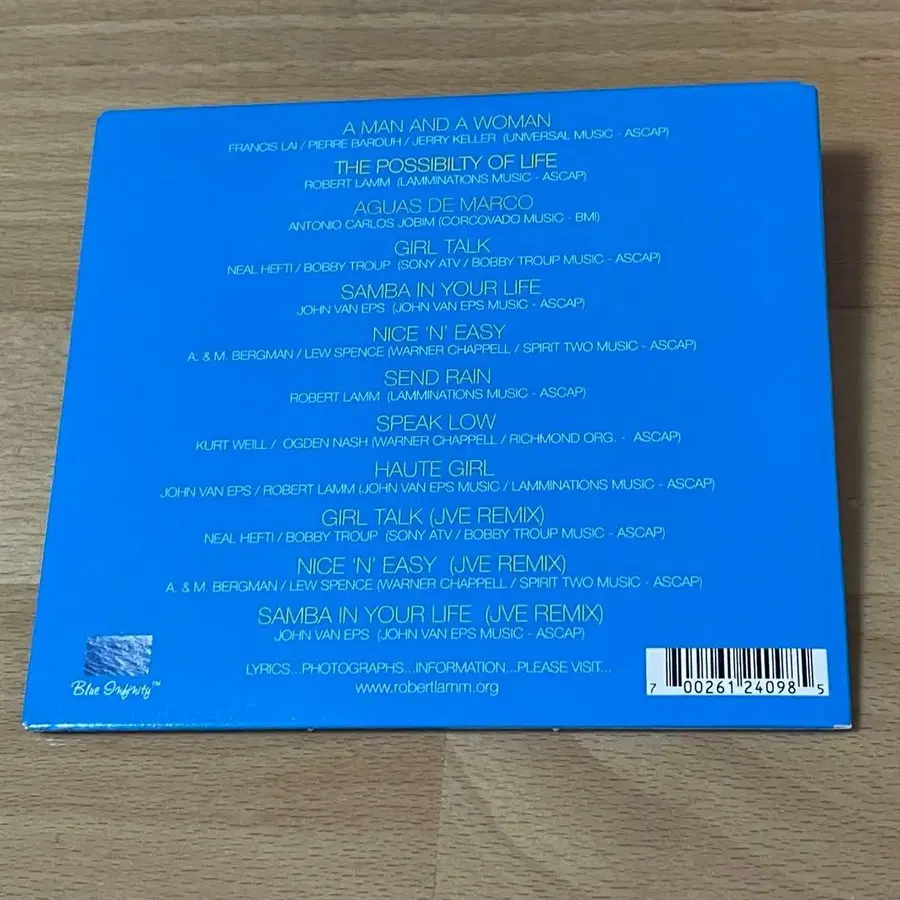 A MAN AND A WOMAN
FRANCIS LAI / PIERRE BAROUH / JERRY KELLER (UNIVERSAL MUSIC - ASCAP)
THE POSSIBILTY OF LIFE
ROBERT LAMM (LAMMINATIONS MUSIC - ASCAP)
AGUAS DE MARCO
ANTONIO CARLOS JOBIM (CORCOVADO MUSIC - BMI)
GIRL TALK
NEAL HEFTI / BOBBY TROUP (SONY ATV / BOBBY TROUP MUSIC - ASCAP)
SAMBA IN YOUR LIFE
JOHN VAN EPS (JOHN VAN EPS MUSIC - ASCAP)
NICE 'N' EASY
A. & M. BERGMAN / LEW SPENCE (WARNER CHAPPELL / SPIRIT TWO MUSIC - ASCAP)
SEND RAIN
ROBERT LAMM (LAMMINATIONS MUSIC - ASCAP)
SPEAK LOW
KURT WEILL / OGDEN NASH (WARNER CHAPPELL / RICHMOND ORG. - ASCAP)
HAUTE GIRL
JOHN VAN EPS / ROBERT LAMM (JOHN VAN EPS MUSIC / LAMMINATIONS MUSIC - ASCAP)
GIRL TALK (JVE REMIX)
NEAL HEFTI / BOBBY TROUP (SONY ATV / BOBBY TROUP MUSIC - ASCAP)
NICE 'N' EASY (JVE REMIX)
A. & M. BERGMAN / LEW SPENCE (WARNER CHAPPELL / SPIRIT TWO MUSIC - ASCAP)
SAMBA IN YOUR LIFE (JVE REMIX)
JOHN VAN EPS (JOHN VAN EPS MUSIC - ASCAP)
LYRICS...PHOTOGRAPHS...INFORMATION...PLEASE VISIT...
www.robertlamm.org
Blue Infinity™
7 00261 24098 5